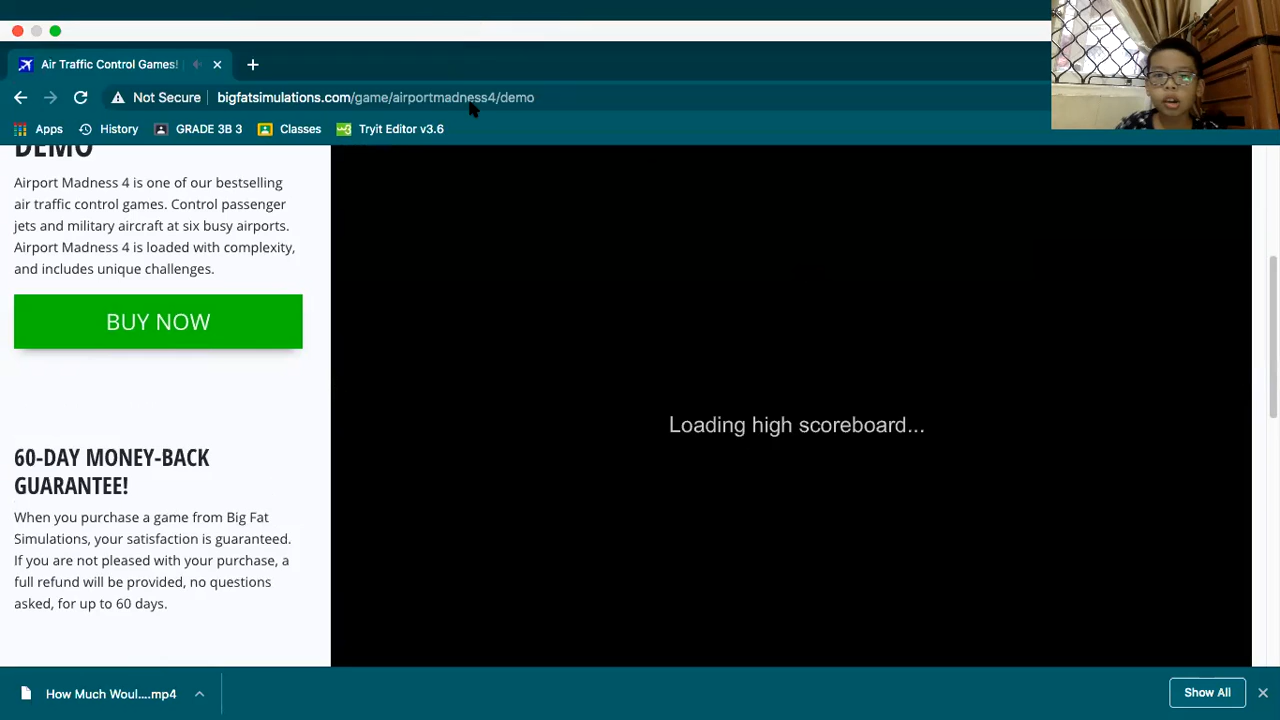 Air Traffic Control Games!
Not Secure bigfatsimulations.com/game/airportmadness4/demo
Apps History GRADE 3B 3 Classes Tryit Editor v3.6
DEMO
Airport Madness 4 is one of our bestselling
air traffic control games. Control passenger
jets and military aircraft at six busy airports.
Airport Madness 4 is loaded with complexity,
and includes unique challenges.
BUY NOW
60-DAY MONEY-BACK
GUARANTEE!
When you purchase a game from Big Fat
Simulations, your satisfaction is guaranteed.
If you are not pleased with your purchase, a
full refund will be provided, no questions
asked, for up to 60 days.
Loading high scoreboard...
How Much Woul....mp4
Show All